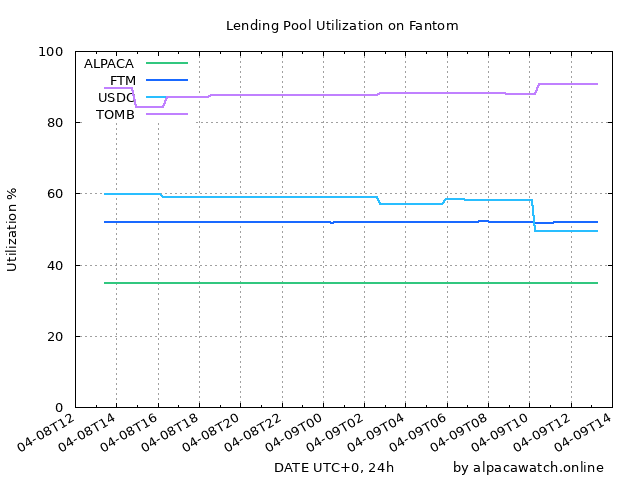 Lending Pool Utilization on Fantom
Utilization %
100
80
60
40
20
0
ALPACA
FTM
USDC
TOMB
04-08T12
04-08T14
04-08T16
04-08T18
04-08T20
04-08T22
04-09T00
04-09T02
04-09T04
04-09T06
04-09T08
04-09T10
04-09T12
04-09T14
DATE UTC+0, 24h by alpacawatch.online